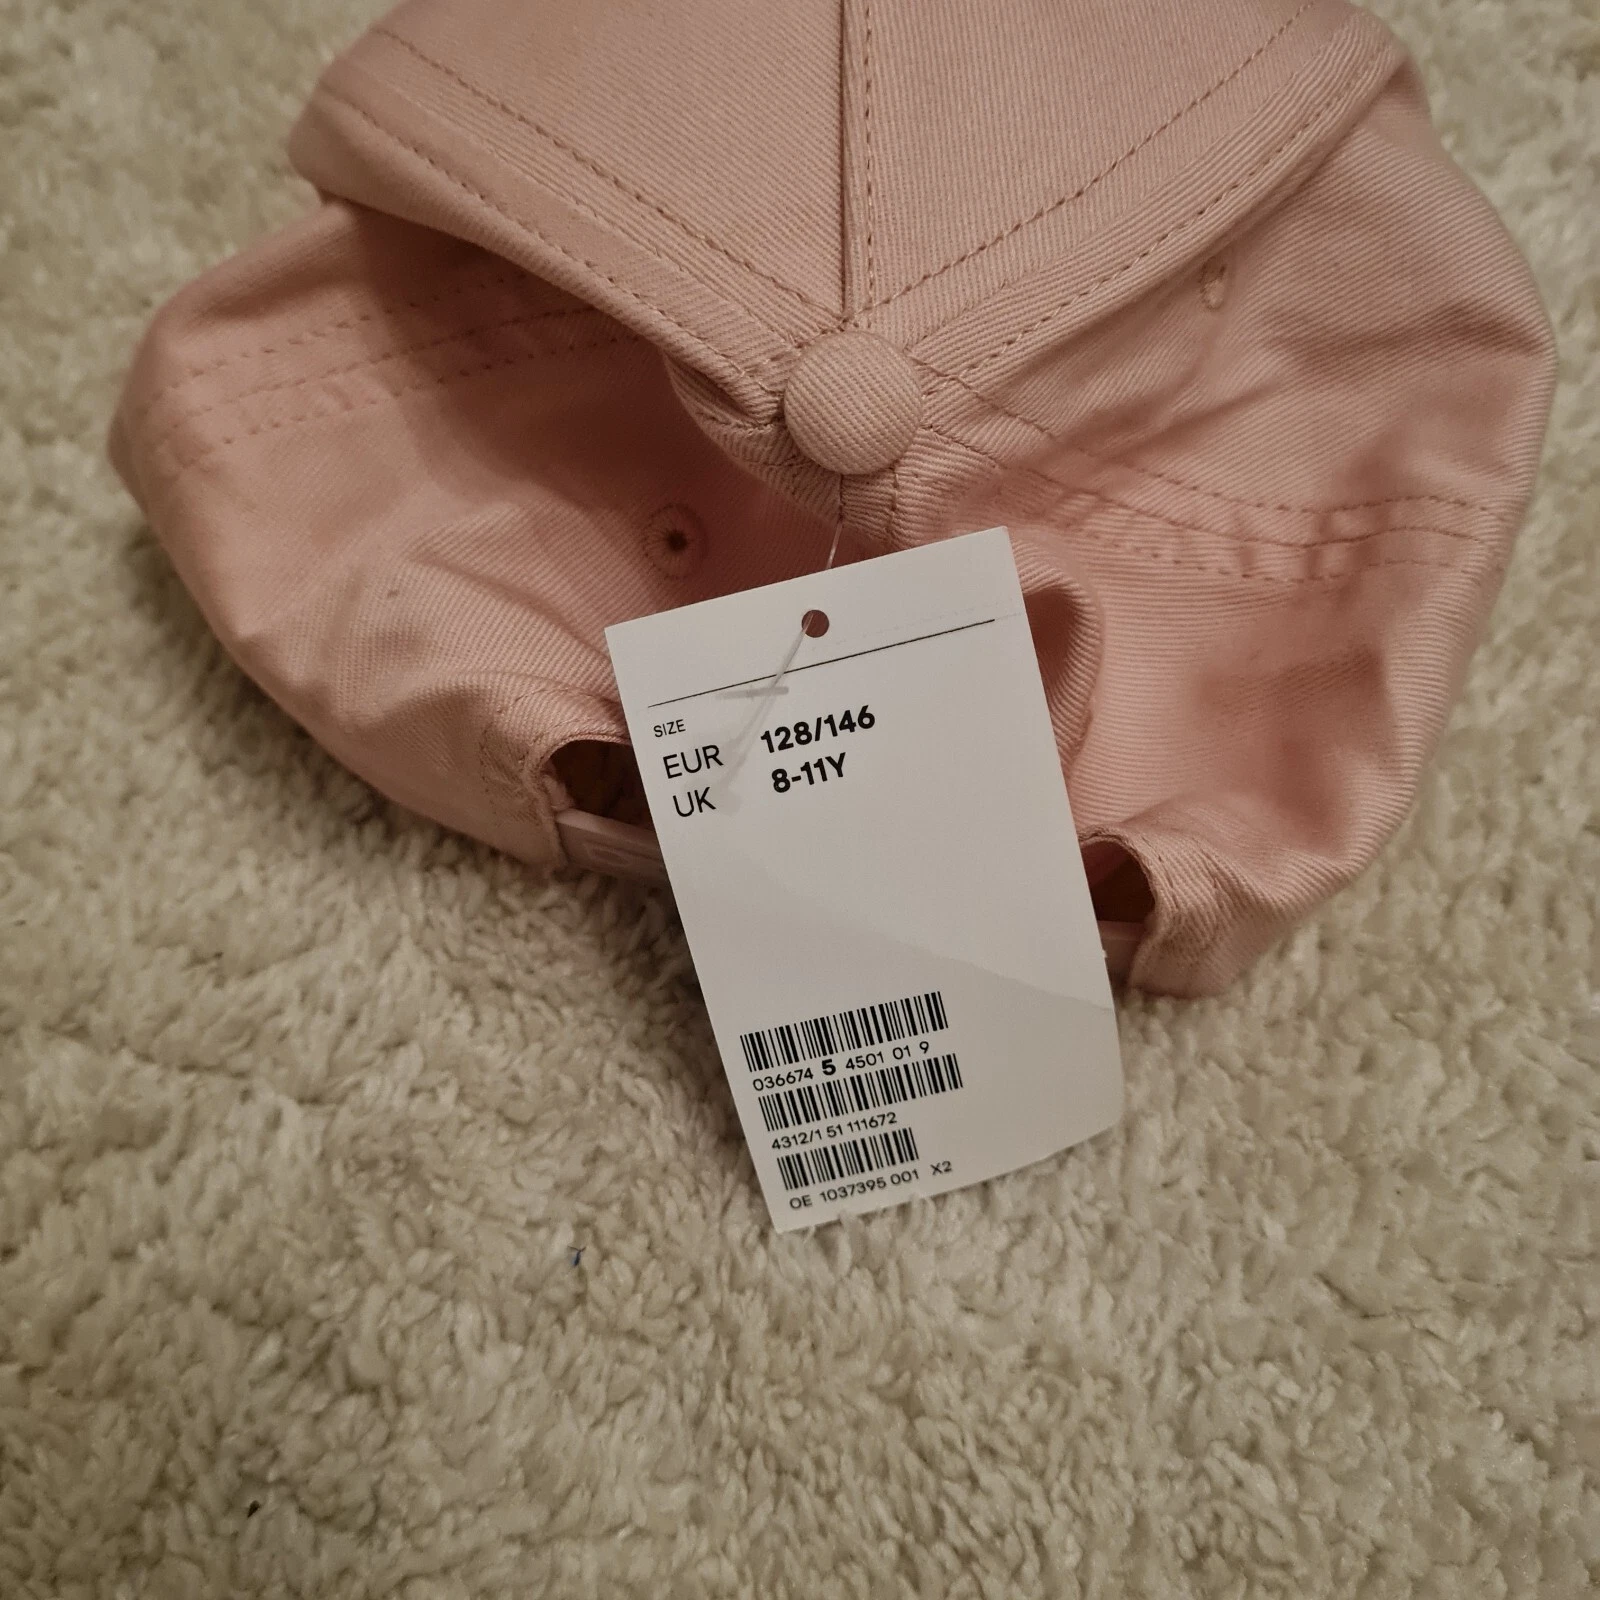 SIZE
EUR 128/146
UK 8-11Y
036674 5 4501 01 9
4312/1 51 111672
OE 1037395 001 X2